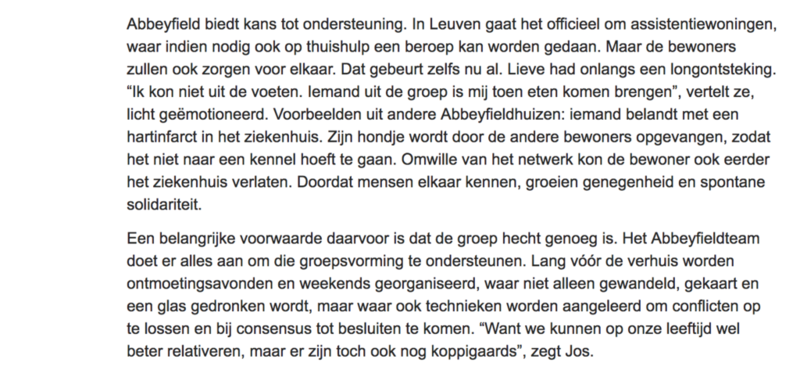 Abbeyfield biedt kans tot ondersteuning. In Leuven gaat het officieel om assistentiewoningen,
waar indien nodig ook op thuishulp een beroep kan worden gedaan. Maar de bewoners
zullen ook zorgen voor elkaar. Dat gebeurt zelfs nu al. Lieve had onlangs een longontsteking.
“Ik kon niet uit de voeten. Iemand uit de groep is mij toen eten komen brengen”, vertelt ze,
licht geëmotioneerd. Voorbeelden uit andere Abbeyfieldhuizen: iemand belandt met een
hartinfarct in het ziekenhuis. Zijn hondje wordt door de andere bewoners opgevangen, zodat
het niet naar een kennel hoeft te gaan. Omwille van het netwerk kon de bewoner ook eerder
het ziekenhuis verlaten. Doordat mensen elkaar kennen, groeien genegenheid en spontane
solidariteit.
Een belangrijke voorwaarde daarvoor is dat de groep hecht genoeg is. Het Abbeyfieldteam
doet er alles aan om die groepsvorming te ondersteunen. Lang vóór de verhuis worden
ontmoetingsavonden en weekends georganiseerd, waar niet alleen gewandeld, gekaart en
een glas gedronken wordt, maar waar ook technieken worden aangeleerd om conflicten op
te lossen en bij consensus tot besluiten te komen. “Want we kunnen op onze leeftijd wel
beter relativeren, maar er zijn toch ook nog koppigaards”, zegt Jos.